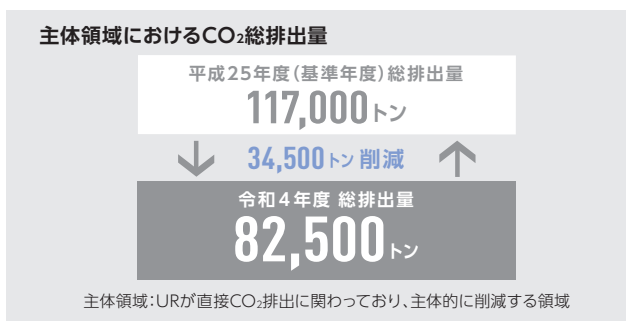 主体領域におけるCO₂総排出量
平成25年度(基準年度)総排出量
117,000トン
34,500トン 削減
令和4年度 総排出量
82,500トン
主体領域:URが直接CO₂排出に関わっており、主体的に削減する領域